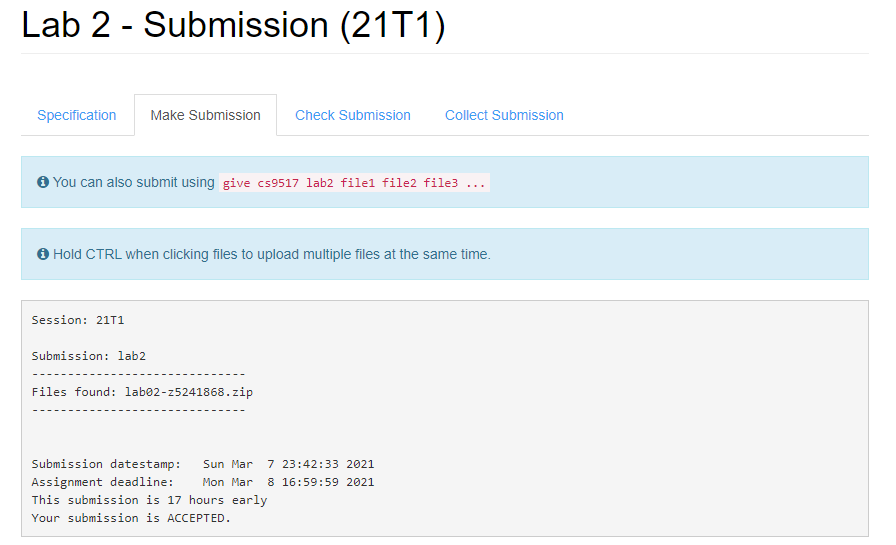 Lab 2 - Submission (21T1)
Specification
Make Submission
Check Submission
Collect Submission
You can also submit using give cs9517 lab2 file1 file2 file3 ...
Hold CTRL when clicking files to upload multiple files at the same time.
Session: 21T1
Submission: lab2
------------------------------
Files found: lab02-z5241868.zip
------------------------------
Submission datestamp:   Sun Mar  7 23:42:33 2021
Assignment deadline:    Mon Mar  8 16:59:59 2021
This submission is 17 hours early
Your submission is ACCEPTED.